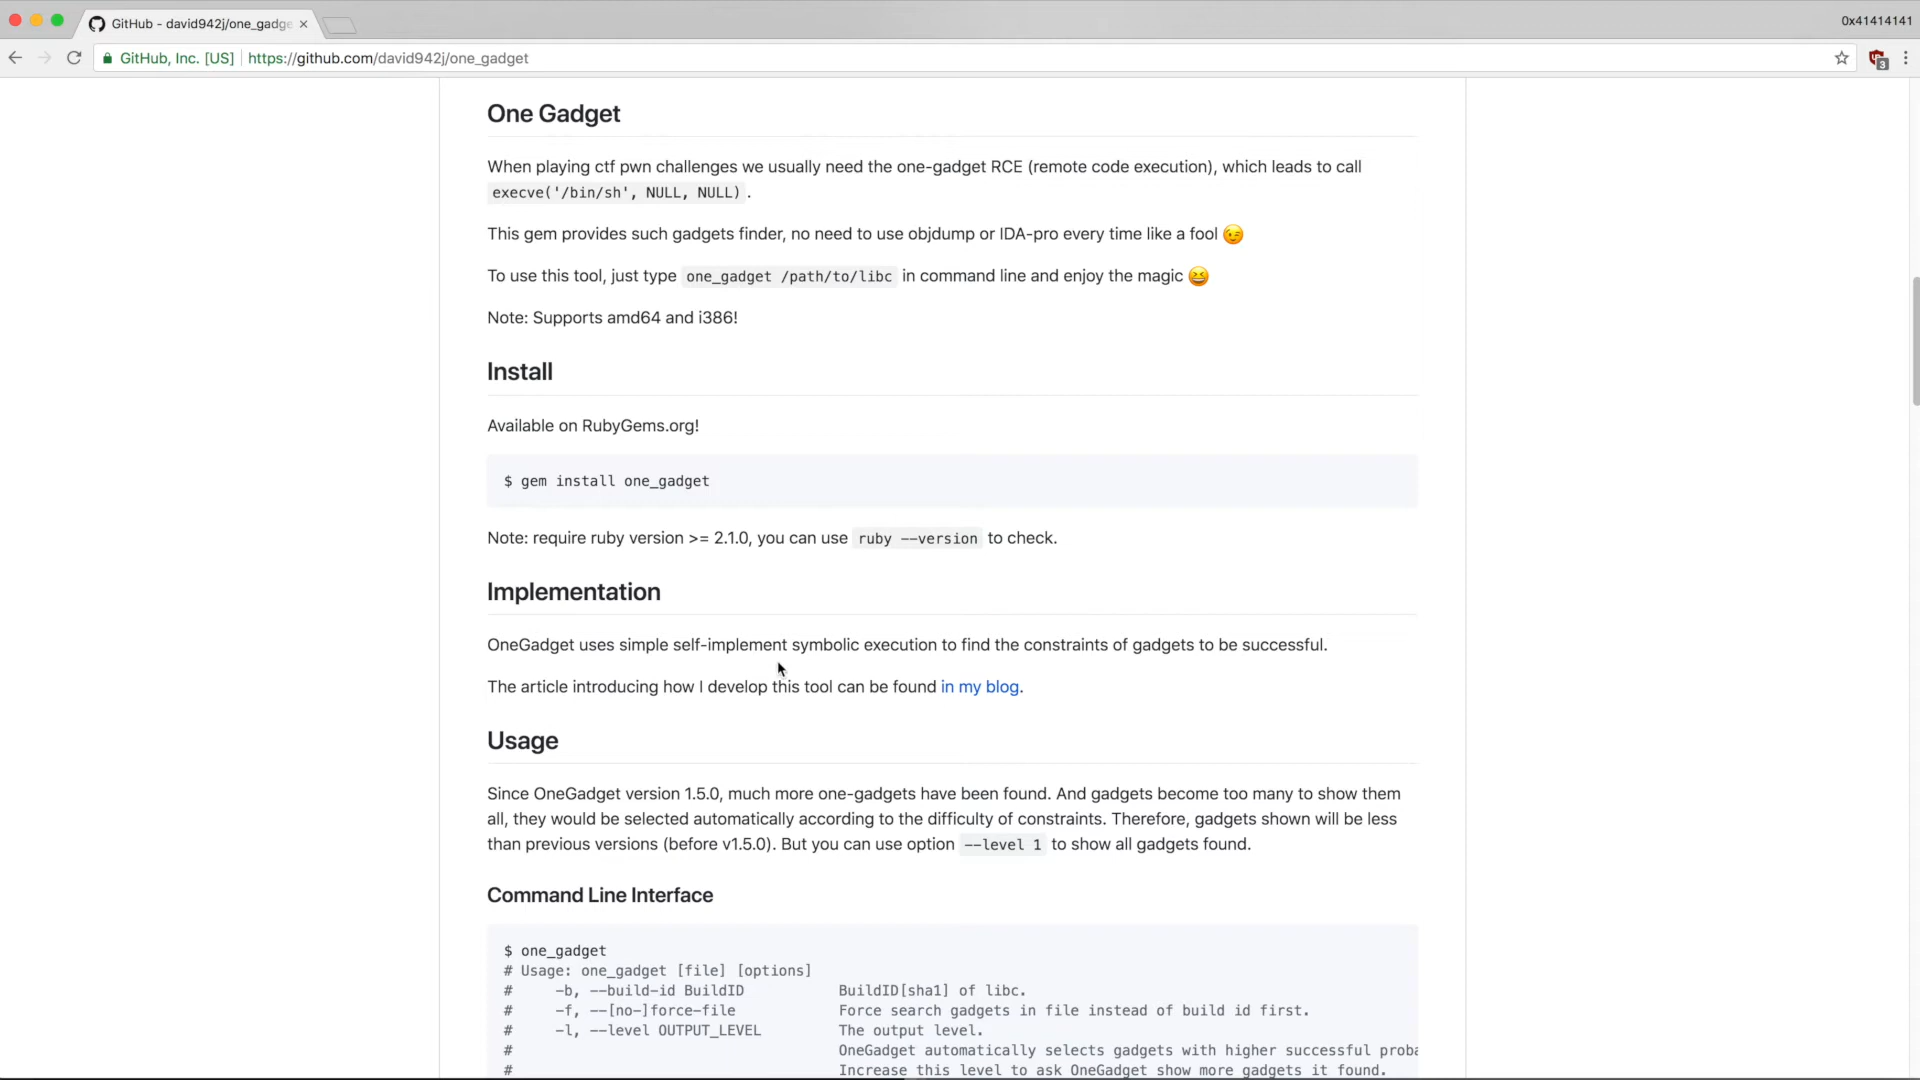 GitHub - david942j/one_gadge
0x41414141
GitHub, Inc. [US] https://github.com/david942j/one_gadget
3
One Gadget
When playing ctf pwn challenges we usually need the one-gadget RCE (remote code execution), which leads to call
execve('/bin/sh', NULL, NULL) .
This gem provides such gadgets finder, no need to use objdump or IDA-pro every time like a fool 😉
To use this tool, just type one_gadget /path/to/libc in command line and enjoy the magic 😆
Note: Supports amd64 and i386!
Install
Available on RubyGems.org!
$ gem install one_gadget
Note: require ruby version >= 2.1.0, you can use ruby --version to check.
Implementation
OneGadget uses simple self-implement symbolic execution to find the constraints of gadgets to be successful.
The article introducing how I develop this tool can be found in my blog.
Usage
Since OneGadget version 1.5.0, much more one-gadgets have been found. And gadgets become too many to show them
all, they would be selected automatically according to the difficulty of constraints. Therefore, gadgets shown will be less
than previous versions (before v1.5.0). But you can use option --level 1 to show all gadgets found.
Command Line Interface
$ one_gadget
# Usage: one_gadget [file] [options]
# -b, --build-id BuildID BuildID[sha1] of libc.
# -f, --[no-]force-file Force search gadgets in file instead of build id first.
# -l, --level OUTPUT_LEVEL The output level.
# OneGadget automatically selects gadgets with higher successful proba
# Increase this level to ask OneGadget show more gadgets it found.